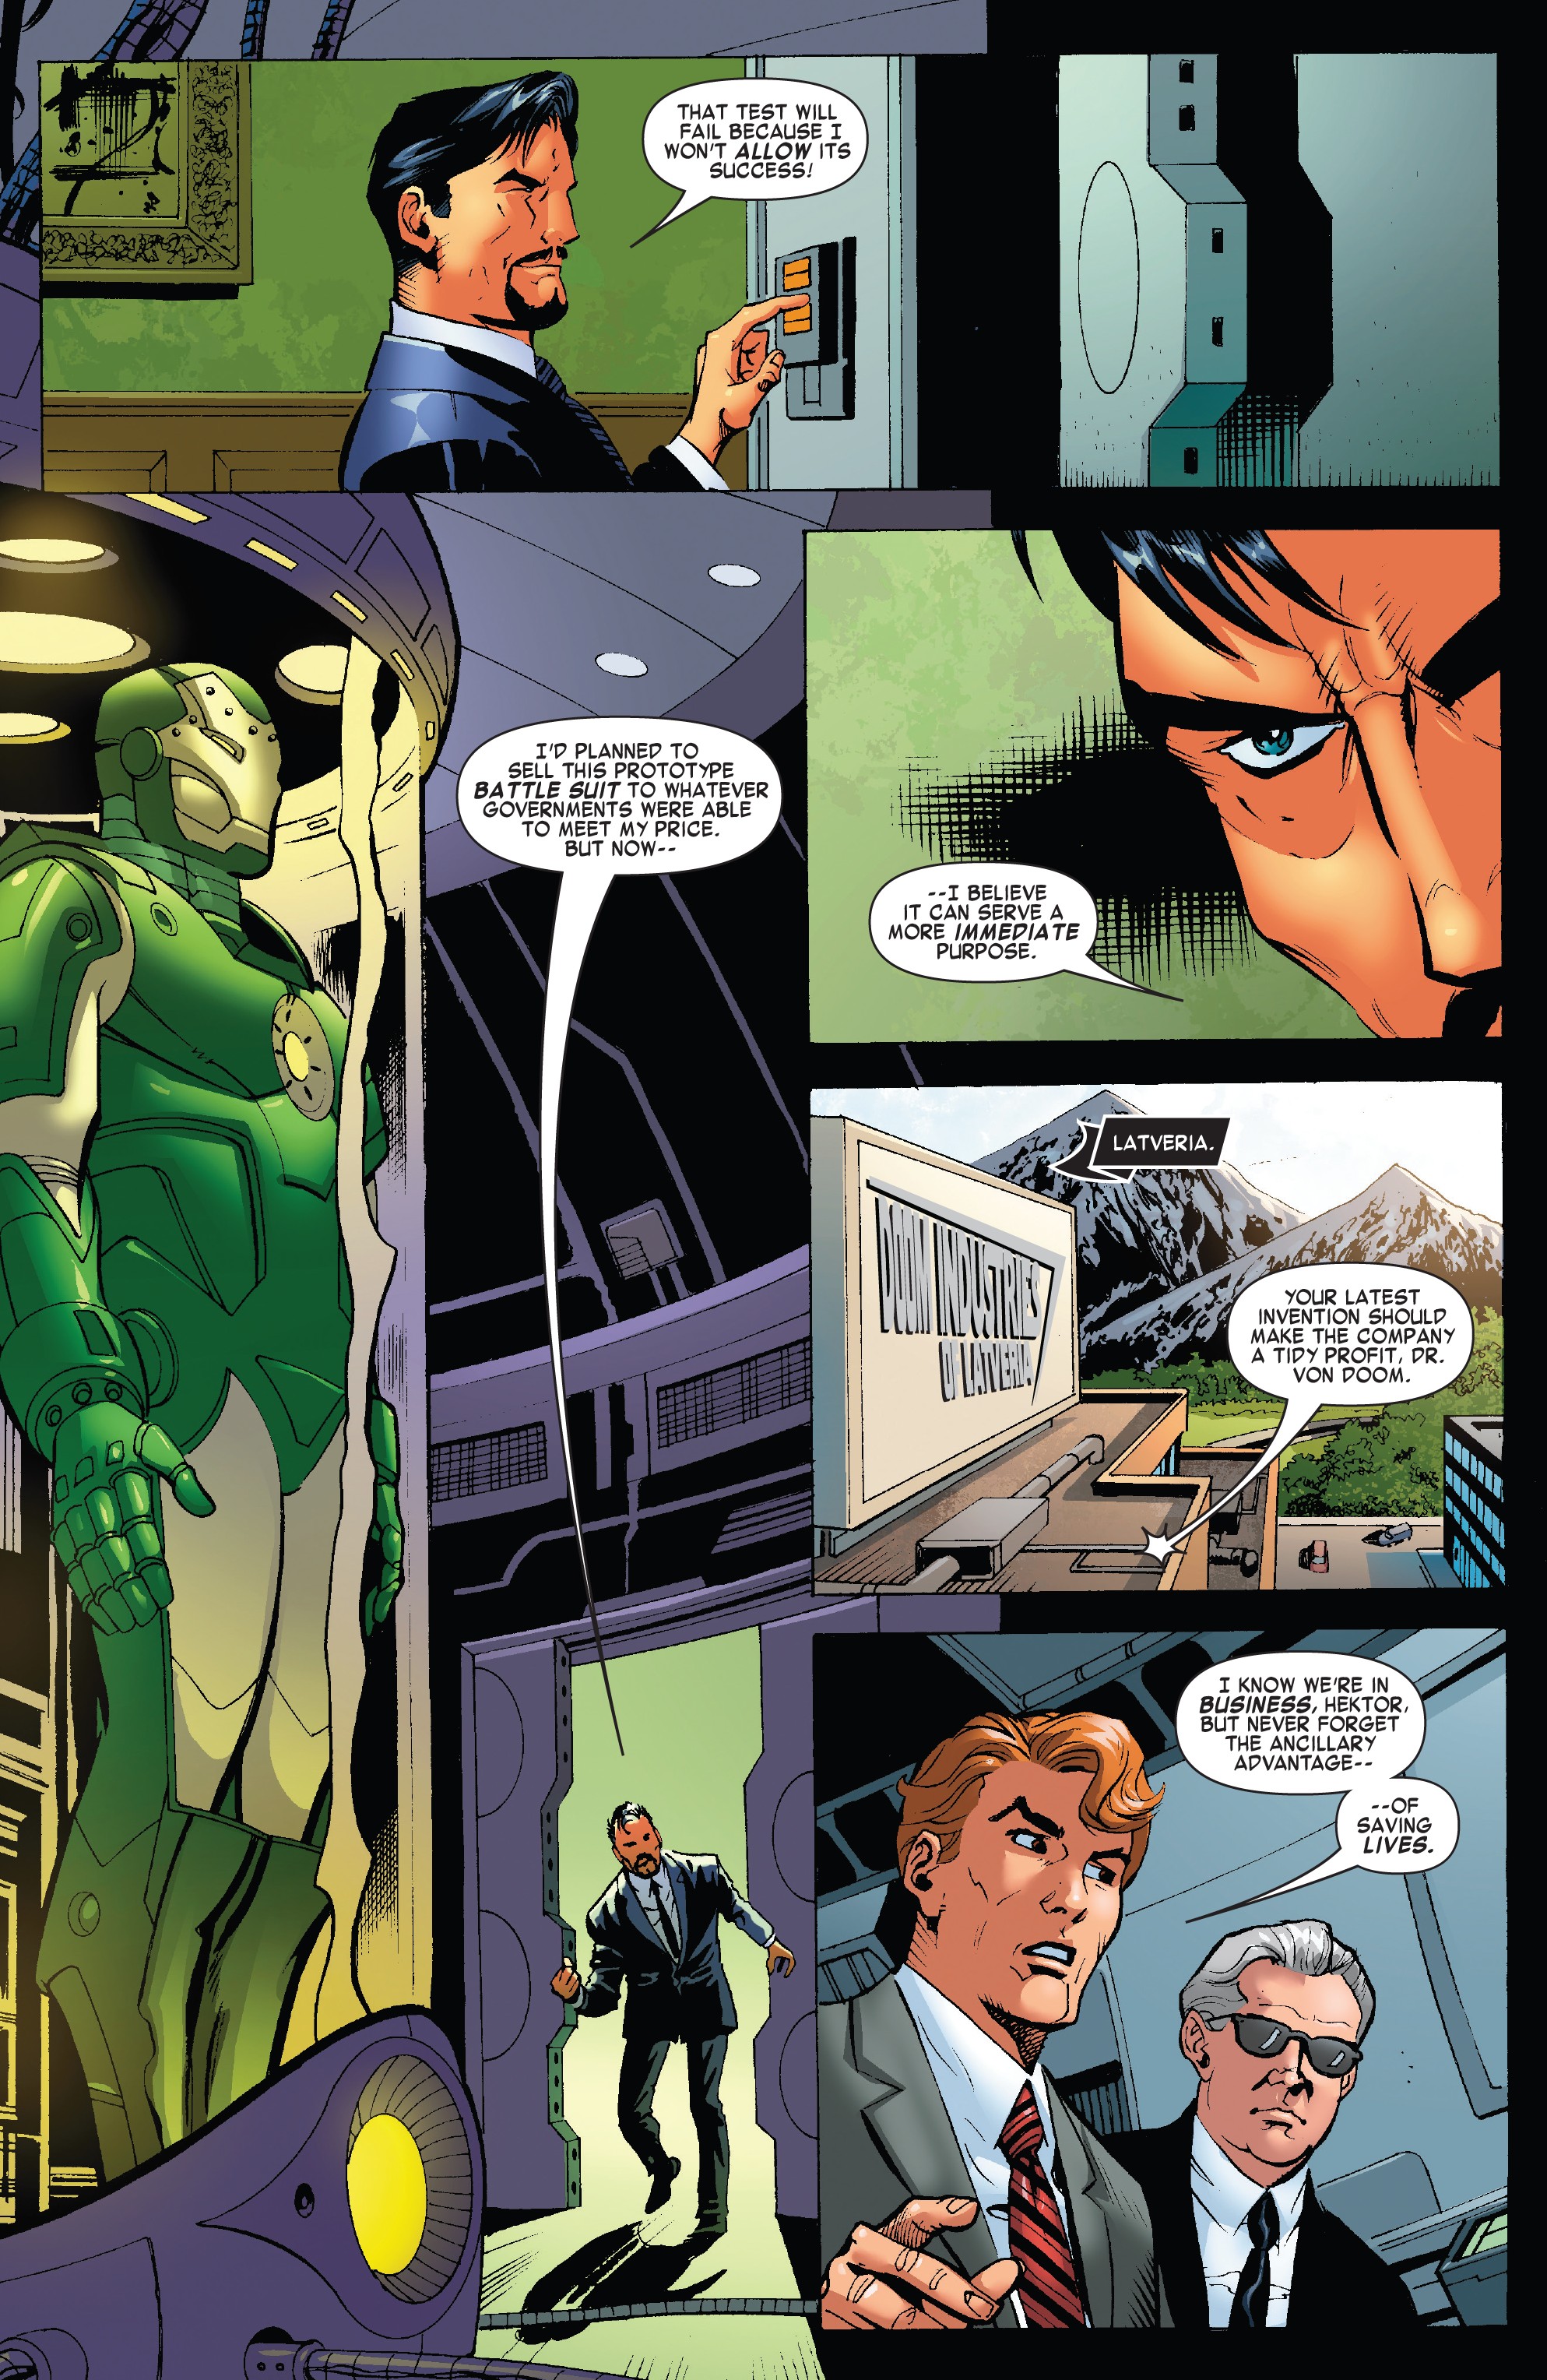 THAT TEST WILL
FAIL BECAUSE I
WON'T ALLOW ITS
SUCCESS!
I'D PLANNED TO
SELL THIS PROTOTYPE
BATTLE SUIT TO WHATEVER
GOVERNMENTS WERE ABLE
TO MEET MY PRICE.
BUT NOW--
--I BELIEVE
IT CAN SERVE A
MORE IMMEDIATE
PURPOSE.
LATVERIA.
DOOM INDUSTRIES
OF LATVERIA
YOUR LATEST
INVENTION SHOULD
MAKE THE COMPANY
A TIDY PROFIT, DR.
VON DOOM.
I KNOW WE'RE IN
BUSINESS, HEKTOR,
BUT NEVER FORGET
THE ANCILLARY
ADVANTAGE--
--OF
SAVING
LIVES.